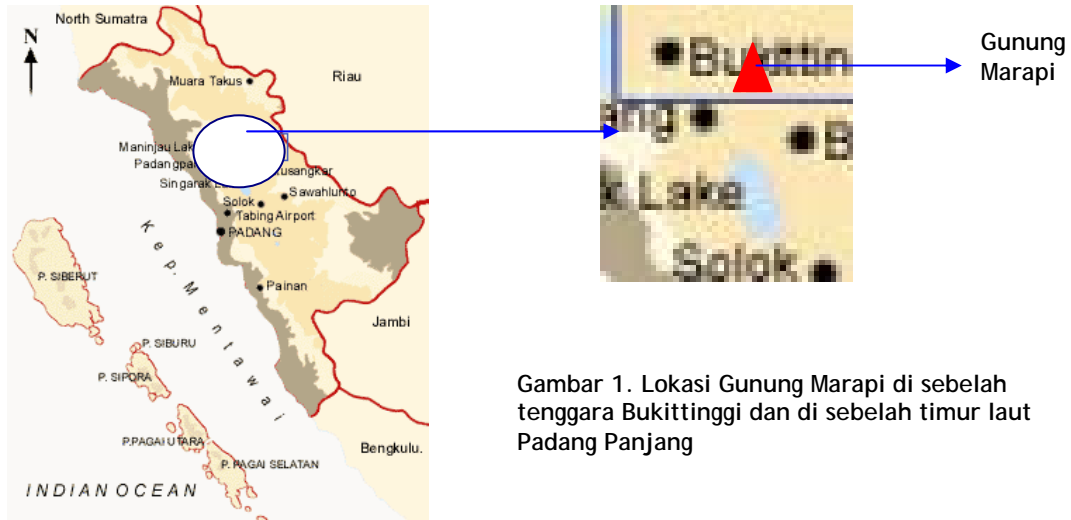 North Sumatra
N
Muara Takus
Riau
Maninjau Lak
Padangpa
Singarak L
usangkar
Sawahlunto
Solok
Tabing Airport
PADANG
Kep. Mentawai
P. SIBERUT
Painan
Jambi
P. SIBURU
P. SIPORA
P.PAGAI UTARA
P. PAGAI SELATAN
Bengkulu.
INDIAN OCEAN
Bukittin
ang
B
Lake
Solok
Gunung
Marapi
Gambar 1. Lokasi Gunung Marapi di sebelah
tenggara Bukittinggi dan di sebelah timur laut
Padang Panjang